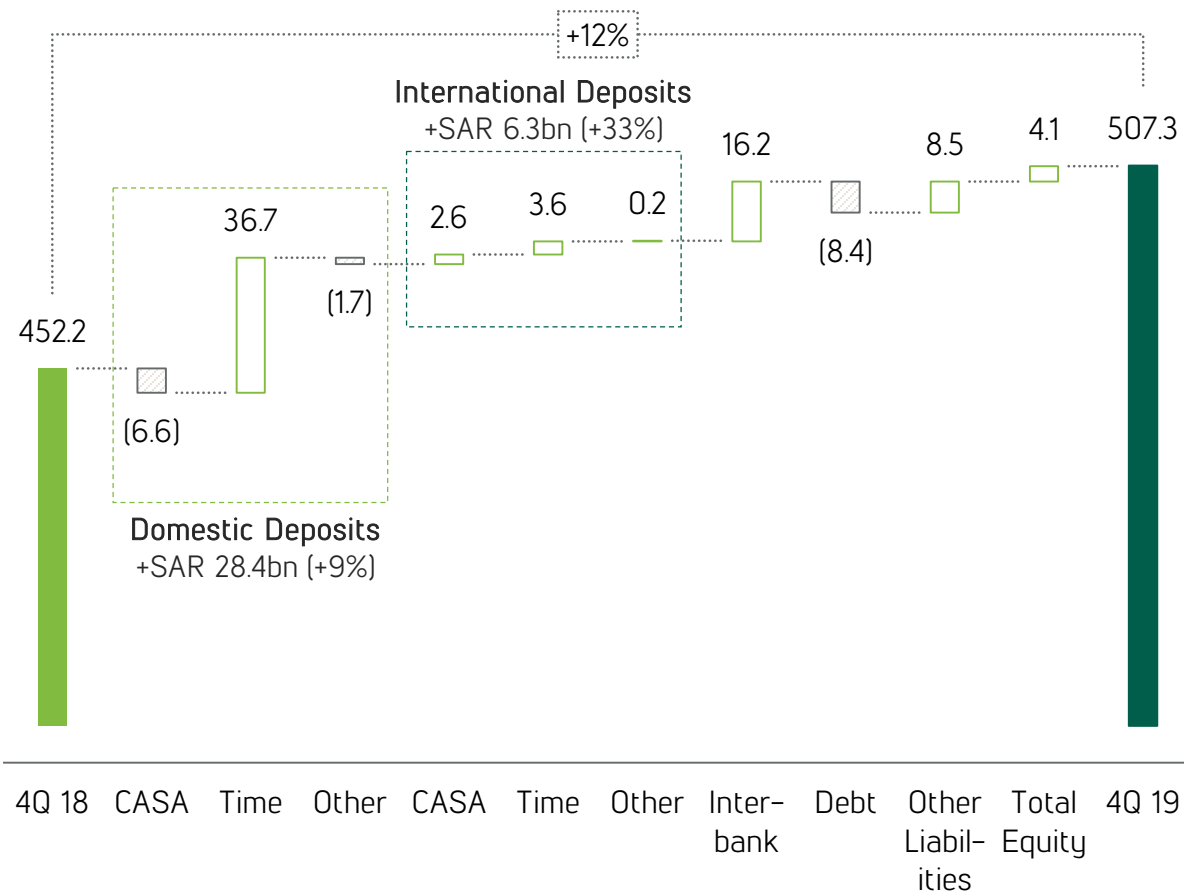 +12%
International Deposits
+SAR 6.3bn (+33%)
452.2
(6.6)
36.7
(1.7)
2.6
3.6
0.2
16.2
(8.4)
8.5
4.1
507.3
Domestic Deposits
+SAR 28.4bn (+9%)
4Q 18 CASA Time Other CASA Time Other Inter- Debt Other Total 4Q 19
bank Liabil- Equity
ities